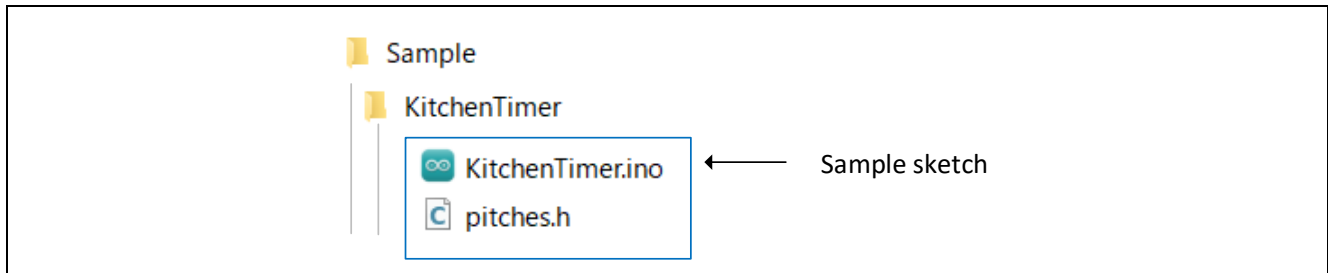 Sample
KitchenTimer
KitchenTimer.ino
Sample sketch
C pitches.h